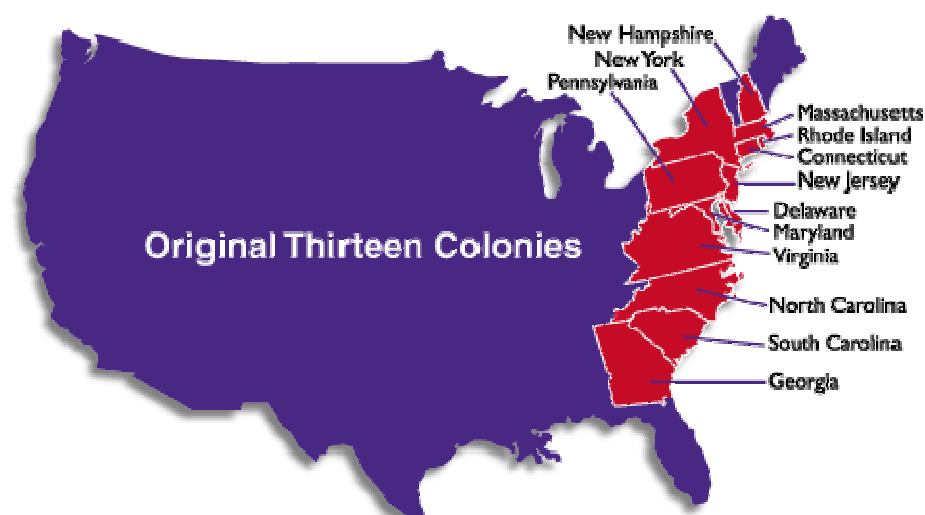 New Hampshire
New York
Pennsylvania
Massachusetts
Rhode Island
Connecticut
New Jersey
Delaware
Maryland
Virginia
Original Thirteen Colonies
North Carolina
South Carolina
Georgia